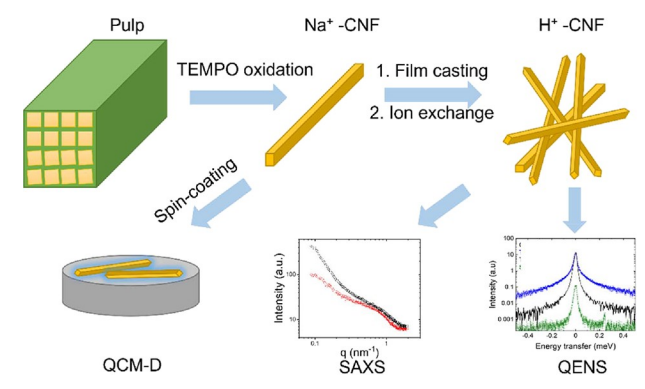 Pulp
Na⁺ -CNF
H⁺ -CNF
TEMPO oxidation
1. Film casting
2. Ion exchange
Spin-coating
Intensity (a.u.)
100
10
0.1
1
q (nm⁻¹)
Intensity (a.u)
100
10
1
0.1
0.01
0.001
-0.4
-0.2
0.0
0.2
0.4
Energy transfer (meV)
QCM-D
SAXS
QENS